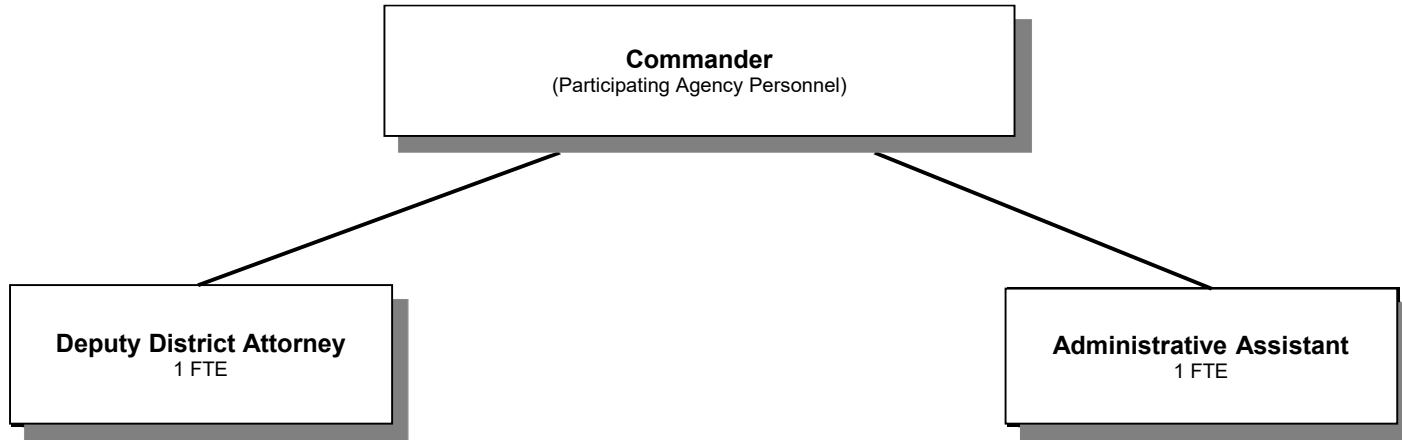 Commander
(Participating Agency Personnel)
Deputy District Attorney
1 FTE
Administrative Assistant
1 FTE